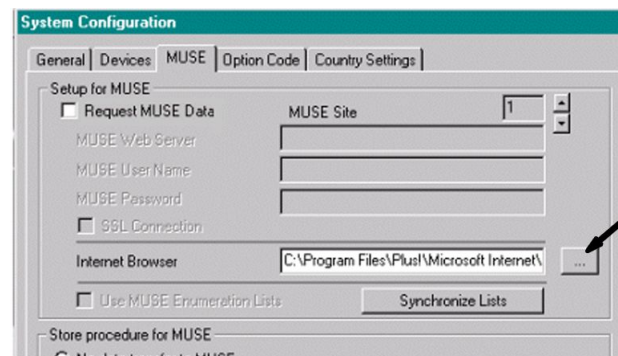 System Configuration
General Devices MUSE Option Code Country Settings
Setup for MUSE
Request MUSE Data MUSE Site 1
MUSE Web Server
MUSE User Name
MUSE Password
SSL Connection
Internet Browser C:\Program Files\Plus!\Microsoft Internet\ ...
Use MUSE Enumeration Lists Synchronize Lists
Store procedure for MUSE